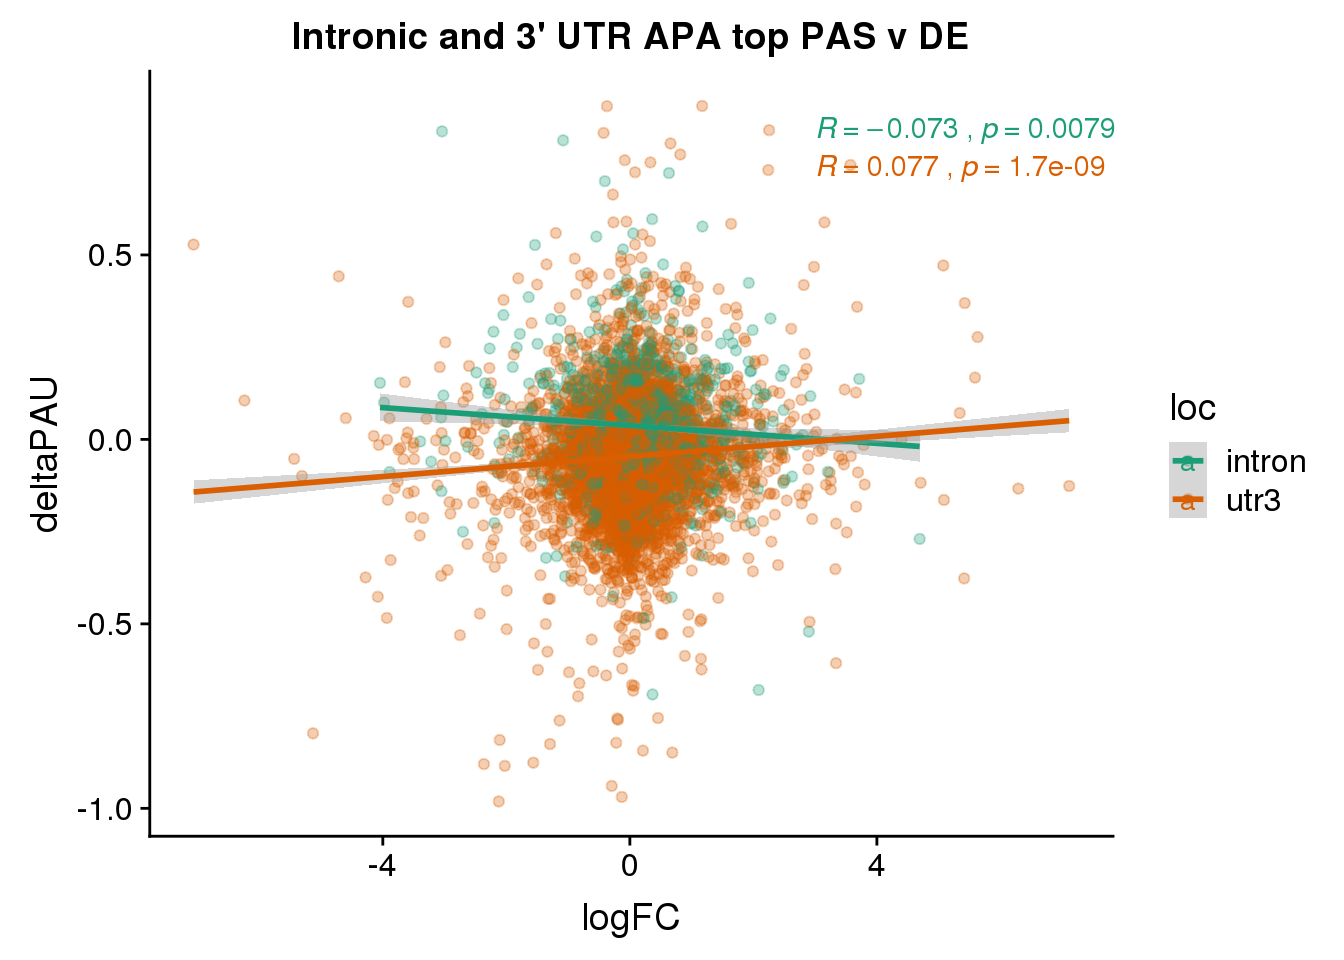 Intronic and 3' UTR APA top PAS v DE
R = −0.073 , p = 0.0079
R = 0.077 , p = 1.7e-09
deltaPAU
0.5
0.0
-0.5
-1.0
-4
0
4
logFC
loc
a intron
a utr3